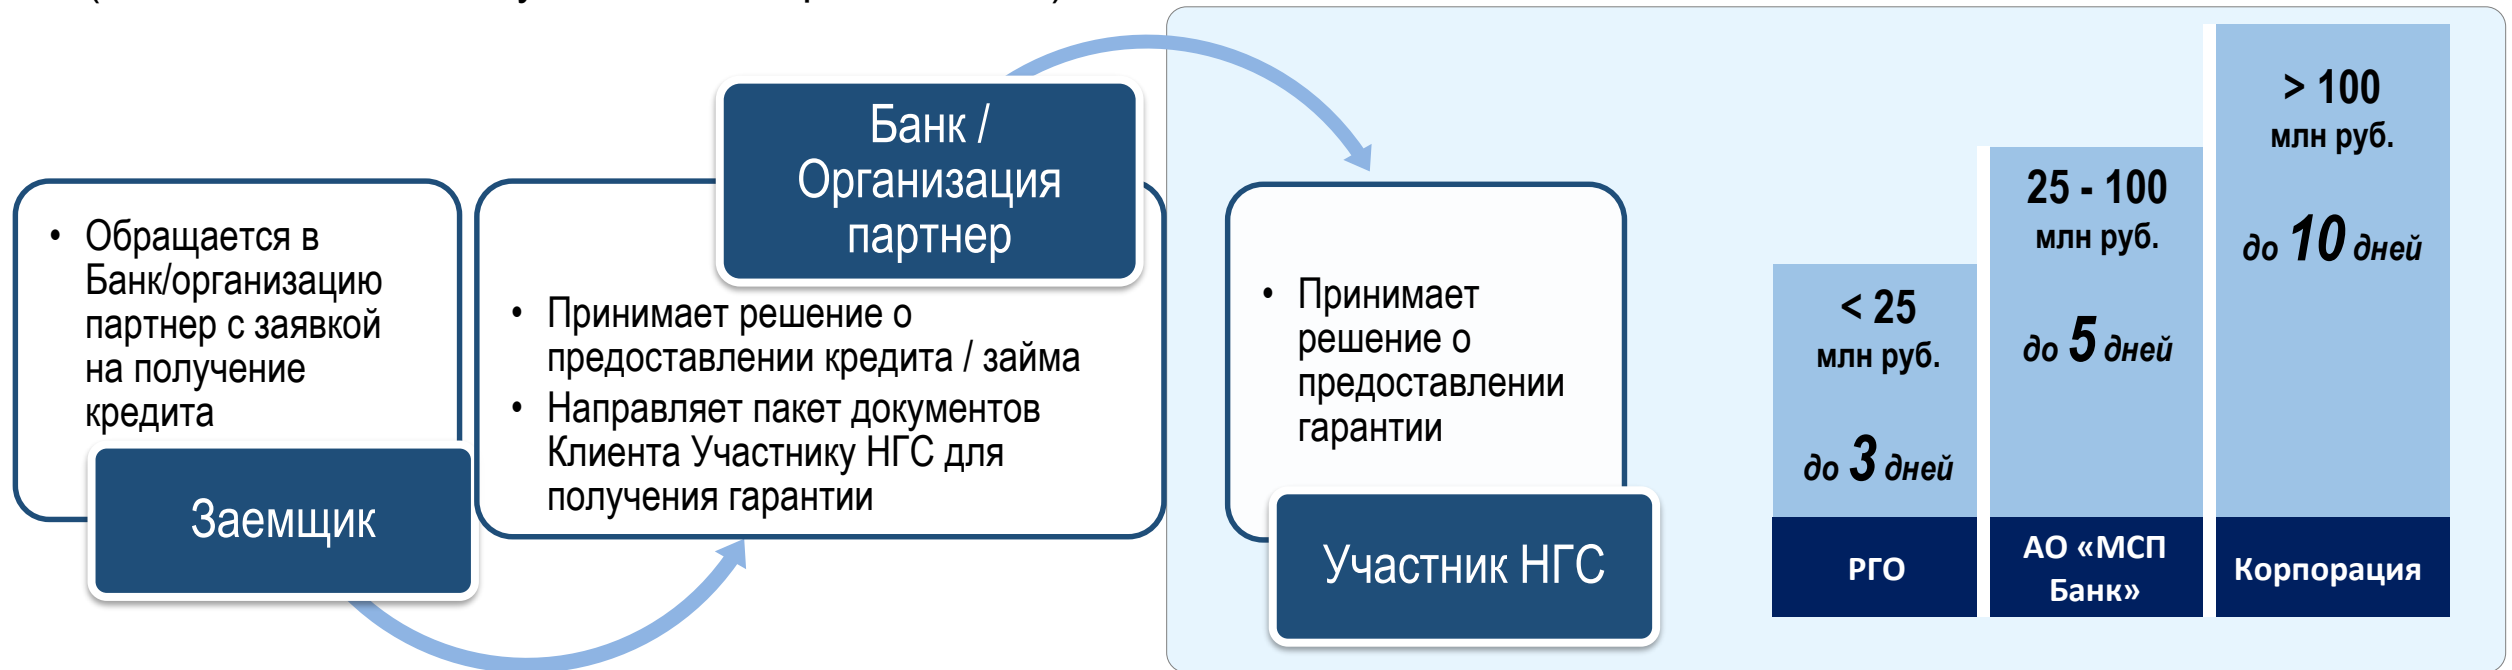 • Обращается в
Банк/организацию
партнер с заявкой
на получение
кредита
Заемщик
Банк /
Организация
партнер
• Принимает решение о
предоставлении кредита / займа
• Направляет пакет документов
Клиента Участнику НГС для
получения гарантии
• Принимает
решение о
предоставлении
гарантии
Участник НГС
< 25
млн руб.
до 3 дней
РГО
25 - 100
млн руб.
до 5 дней
АО «МСП
Банк»
> 100
млн руб.
до 10 дней
Корпорация